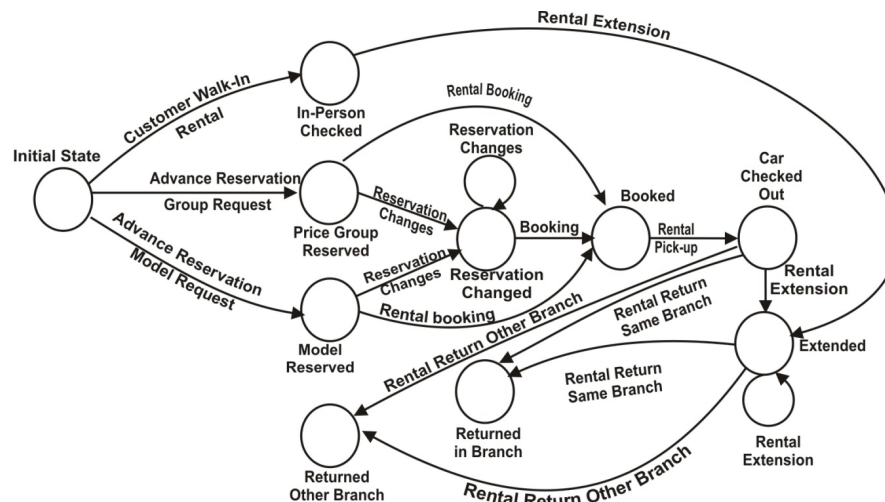 Rental Extension
Customer Walk-In
Rental
In-Person
Checked
Initial State
Advance Reservation
Group Request
Price Group
Reserved
Rental Booking
Reservation
Changes
Reservation
Changes
Booked
Car
Checked
Out
Booking
Rental
Pick-up
Advance Reservation
Model Request
Reservation
Changes
Reservation
Changed
Rental booking
Model
Reserved
Rental Return Other Branch
Rental Return
Same Branch
Rental
Extension
Extended
Rental Return
Same Branch
Returned
in Branch
Rental
Extension
Returned
Other Branch
Rental Return Other Branch